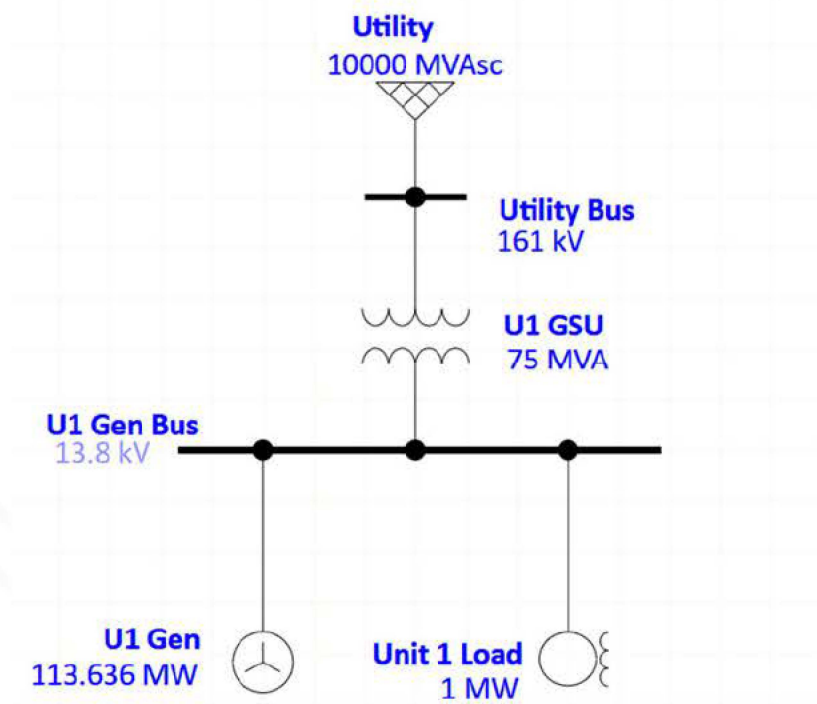 Utility
10000 MVAsc
Utility Bus
161 kV
U1 GSU
75 MVA
U1 Gen Bus
13.8 kV
U1 Gen
113.636 MW
Unit 1 Load
1 MW